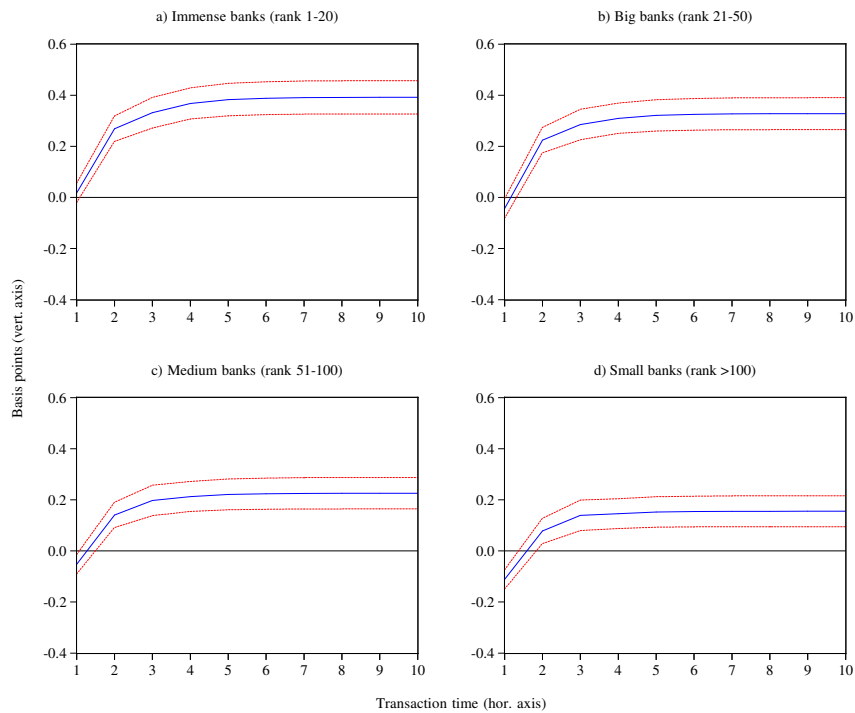 a) Immense banks (rank 1-20)
b) Big banks (rank 21-50)
0.6
0.4
0.2
0.0
-0.2
-0.4
1 2 3 4 5 6 7 8 9 10
0.6
0.4
0.2
0.0
-0.2
-0.4
1 2 3 4 5 6 7 8 9 10
Basis points (vert. axis)
c) Medium banks (rank 51-100)
d) Small banks (rank >100)
0.6
0.4
0.2
0.0
-0.2
-0.4
1 2 3 4 5 6 7 8 9 10
0.6
0.4
0.2
0.0
-0.2
-0.4
1 2 3 4 5 6 7 8 9 10
Transaction time (hor. axis)